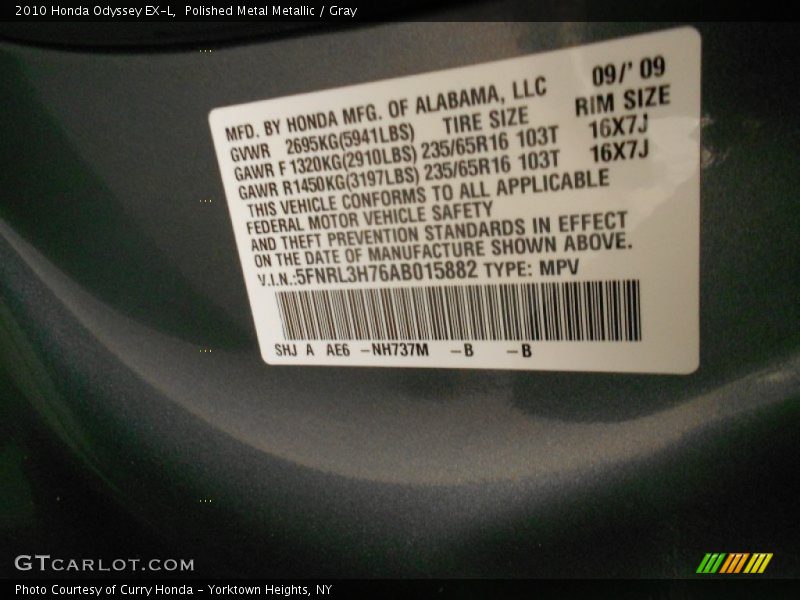 2010 Honda Odyssey EX-L,  Polished Metal Metallic / Gray
MFD. BY HONDA MFG. OF ALABAMA, LLC 09/' 09
GVWR 2695KG(5941LBS) TIRE SIZE RIM SIZE
GAWR F 1320KG(2910LBS) 235/65R16 103T 16X7J
GAWR R1450KG(3197LBS) 235/65R16 103T 16X7J
THIS VEHICLE CONFORMS TO ALL APPLICABLE
FEDERAL MOTOR VEHICLE SAFETY
AND THEFT PREVENTION STANDARDS IN EFFECT
ON THE DATE OF MANUFACTURE SHOWN ABOVE.
V.I.N.:5FNRL3H76AB015882 TYPE: MPV
SHJ A AE6 -NH737M -B -B
GTCARLOT.COM
Photo Courtesy of Curry Honda - Yorktown Heights, NY